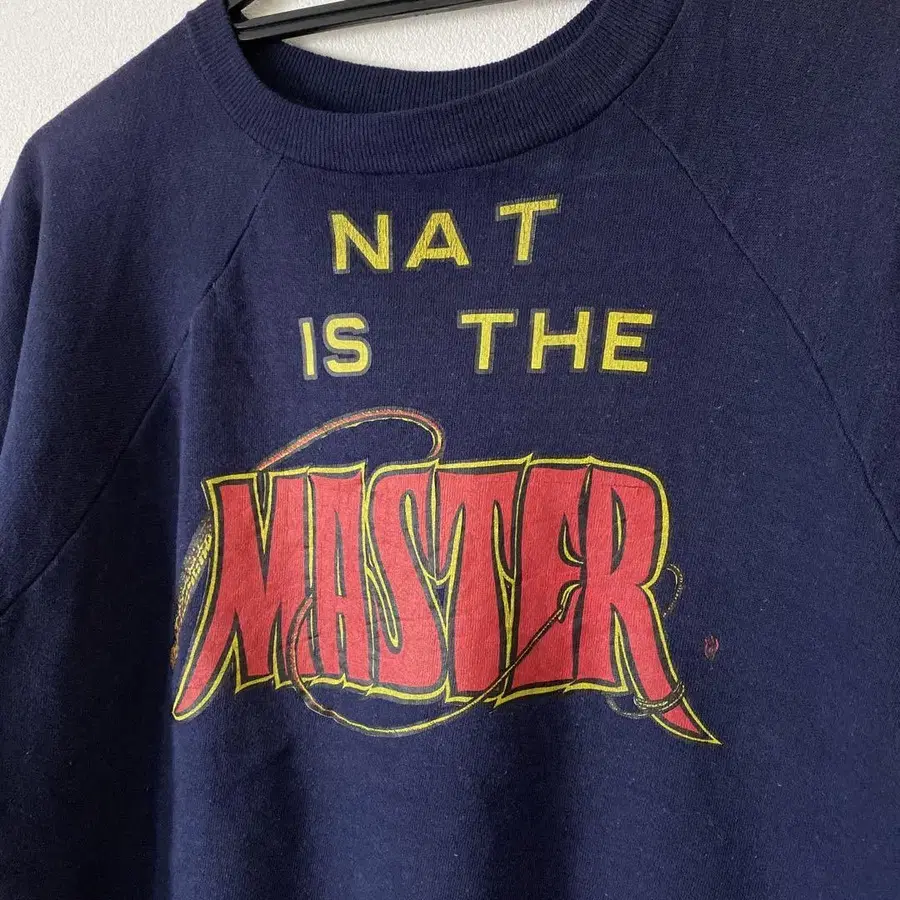 NAT
IS THE
MASTER